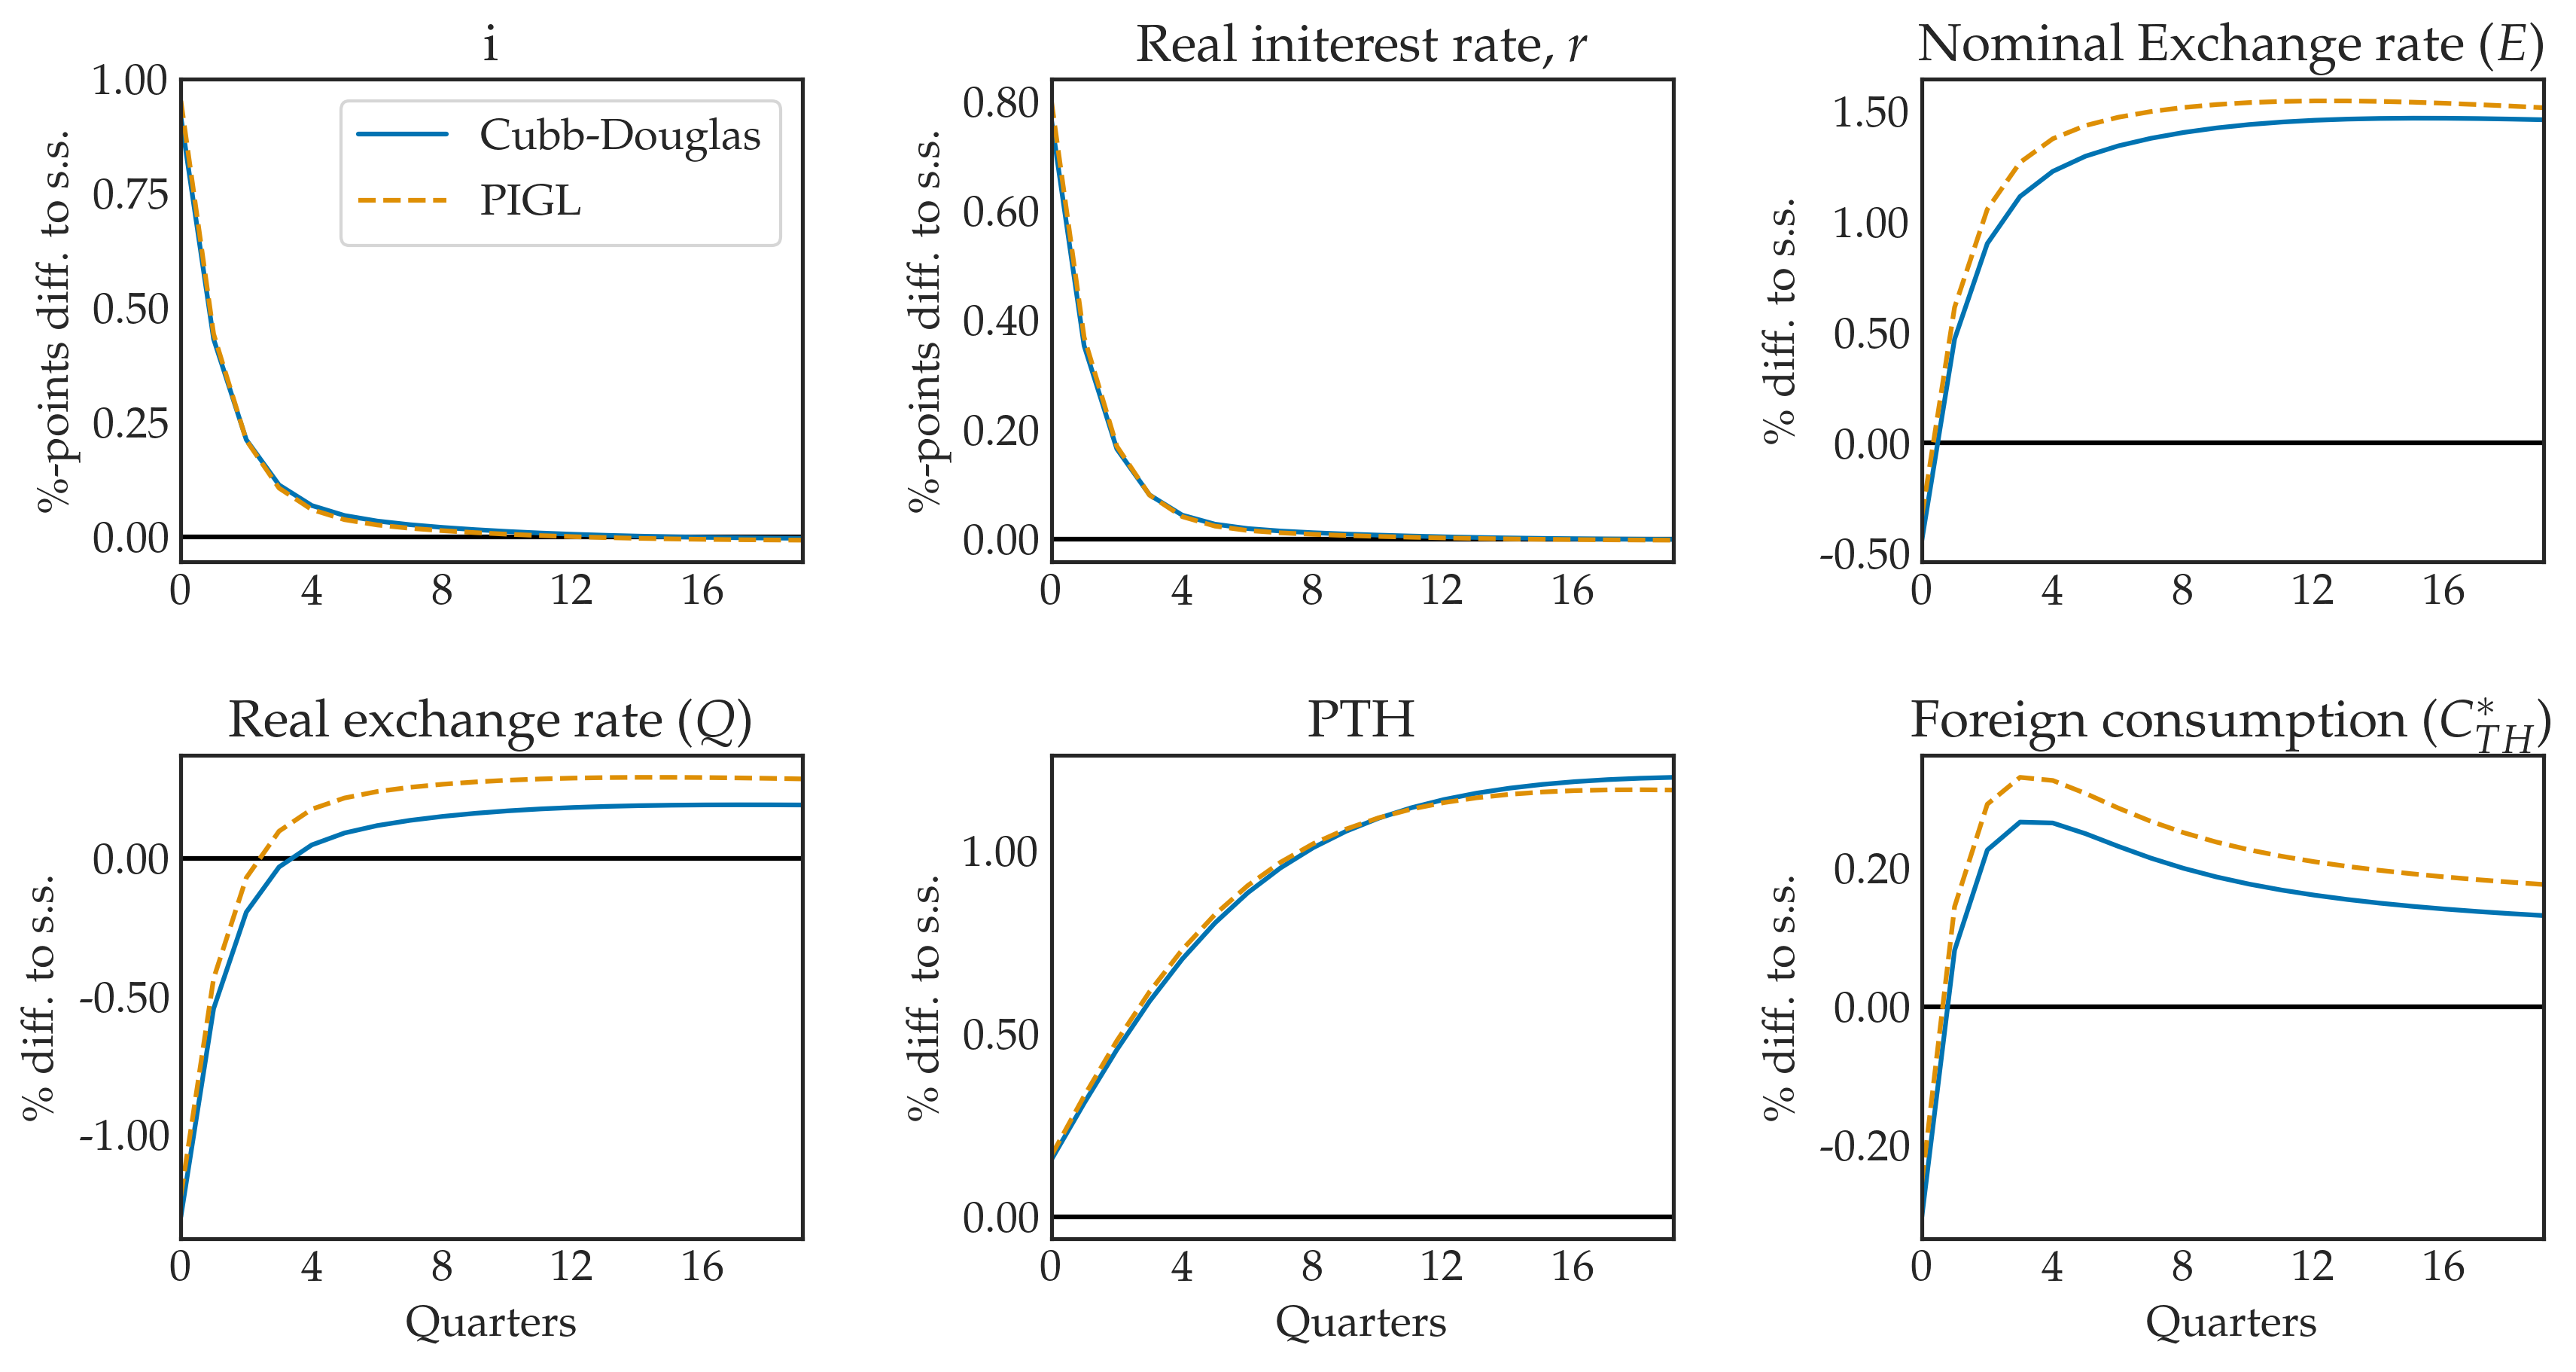 i
1.00
0.75
0.50
0.25
0.00
%-points diff. to s.s.
Cubb-Douglas
PIGL
0 4 8 12 16
Real initerest rate, r
0.80
0.60
0.40
0.20
0.00
%-points diff. to s.s.
0 4 8 12 16
Nominal Exchange rate (E)
1.50
1.00
0.50
0.00
-0.50
% diff. to s.s.
0 4 8 12 16
Real exchange rate (Q)
0.00
-0.50
-1.00
% diff. to s.s.
0 4 8 12 16
Quarters
PTH
1.00
0.50
0.00
% diff. to s.s.
0 4 8 12 16
Quarters
Foreign consumption (C*TH)
0.20
0.00
-0.20
% diff. to s.s.
0 4 8 12 16
Quarters